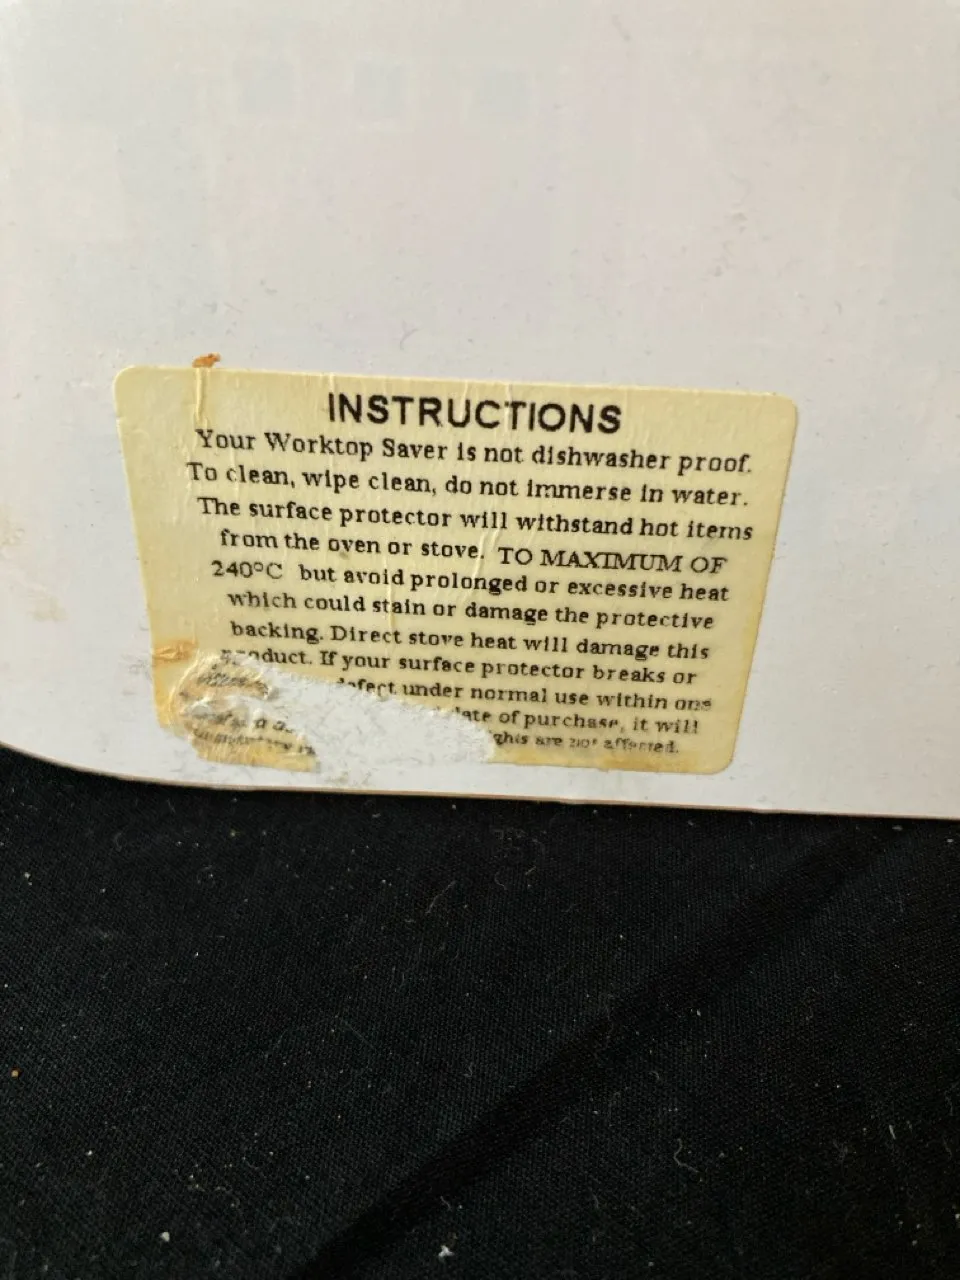 INSTRUCTIONS
Your Worktop Saver is not dishwasher proof.
To clean, wipe clean, do not immerse in water.
The surface protector will withstand hot items
from the oven or stove. TO MAXIMUM OF
240°C but avoid prolonged or excessive heat
which could stain or damage the protective
backing. Direct stove heat will damage this
product. If your surface protector breaks or
defect under normal use within one
date of purchase, it will
are not affected.